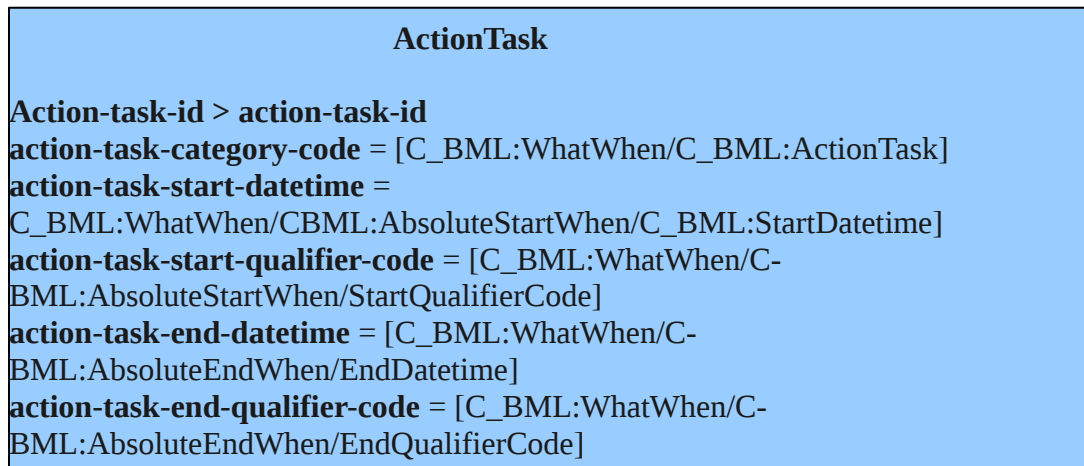 ActionTask
Action-task-id > action-task-id
action-task-category-code = [C_BML:WhatWhen/C_BML:ActionTask]
action-task-start-datetime =
C_BML:WhatWhen/CBML:AbsoluteStartWhen/C_BML:StartDatetime]
action-task-start-qualifier-code = [C_BML:WhatWhen/C-
BML:AbsoluteStartWhen/StartQualifierCode]
action-task-end-datetime = [C_BML:WhatWhen/C-
BML:AbsoluteEndWhen/EndDatetime]
action-task-end-qualifier-code = [C_BML:WhatWhen/C-
BML:AbsoluteEndWhen/EndQualifierCode]